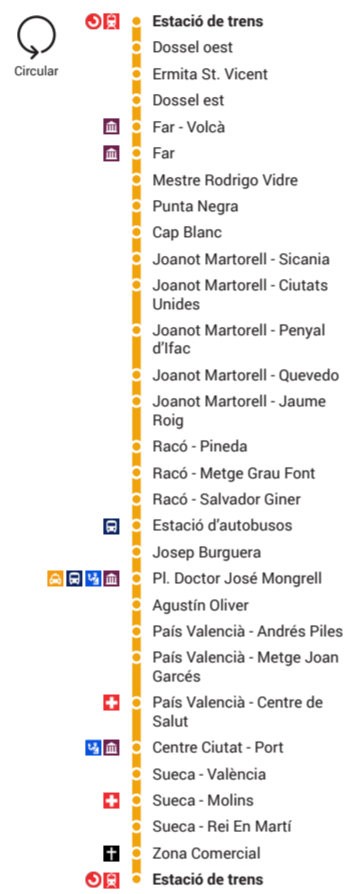 Circular
Estació de trens
Dossel oest
Ermita St. Vicent
Dossel est
Far - Volcà
Far
Mestre Rodrigo Vidre
Punta Negra
Cap Blanc
Joanot Martorell - Sicania
Joanot Martorell - Ciutats
Unides
Joanot Martorell - Penyal
d'Ifac
Joanot Martorell - Quevedo
Joanot Martorell - Jaume
Roig
Racó - Pineda
Racó - Metge Grau Font
Racó - Salvador Giner
Estació d'autobusos
Josep Burguera
Pl. Doctor José Mongrell
Agustín Oliver
País Valencià - Andrés Piles
País Valencià - Metge Joan
Garcés
País Valencià - Centre de
Salut
Centre Ciutat - Port
Sueca - València
Sueca - Molins
Sueca - Rei En Martí
Zona Comercial
Estació de trens